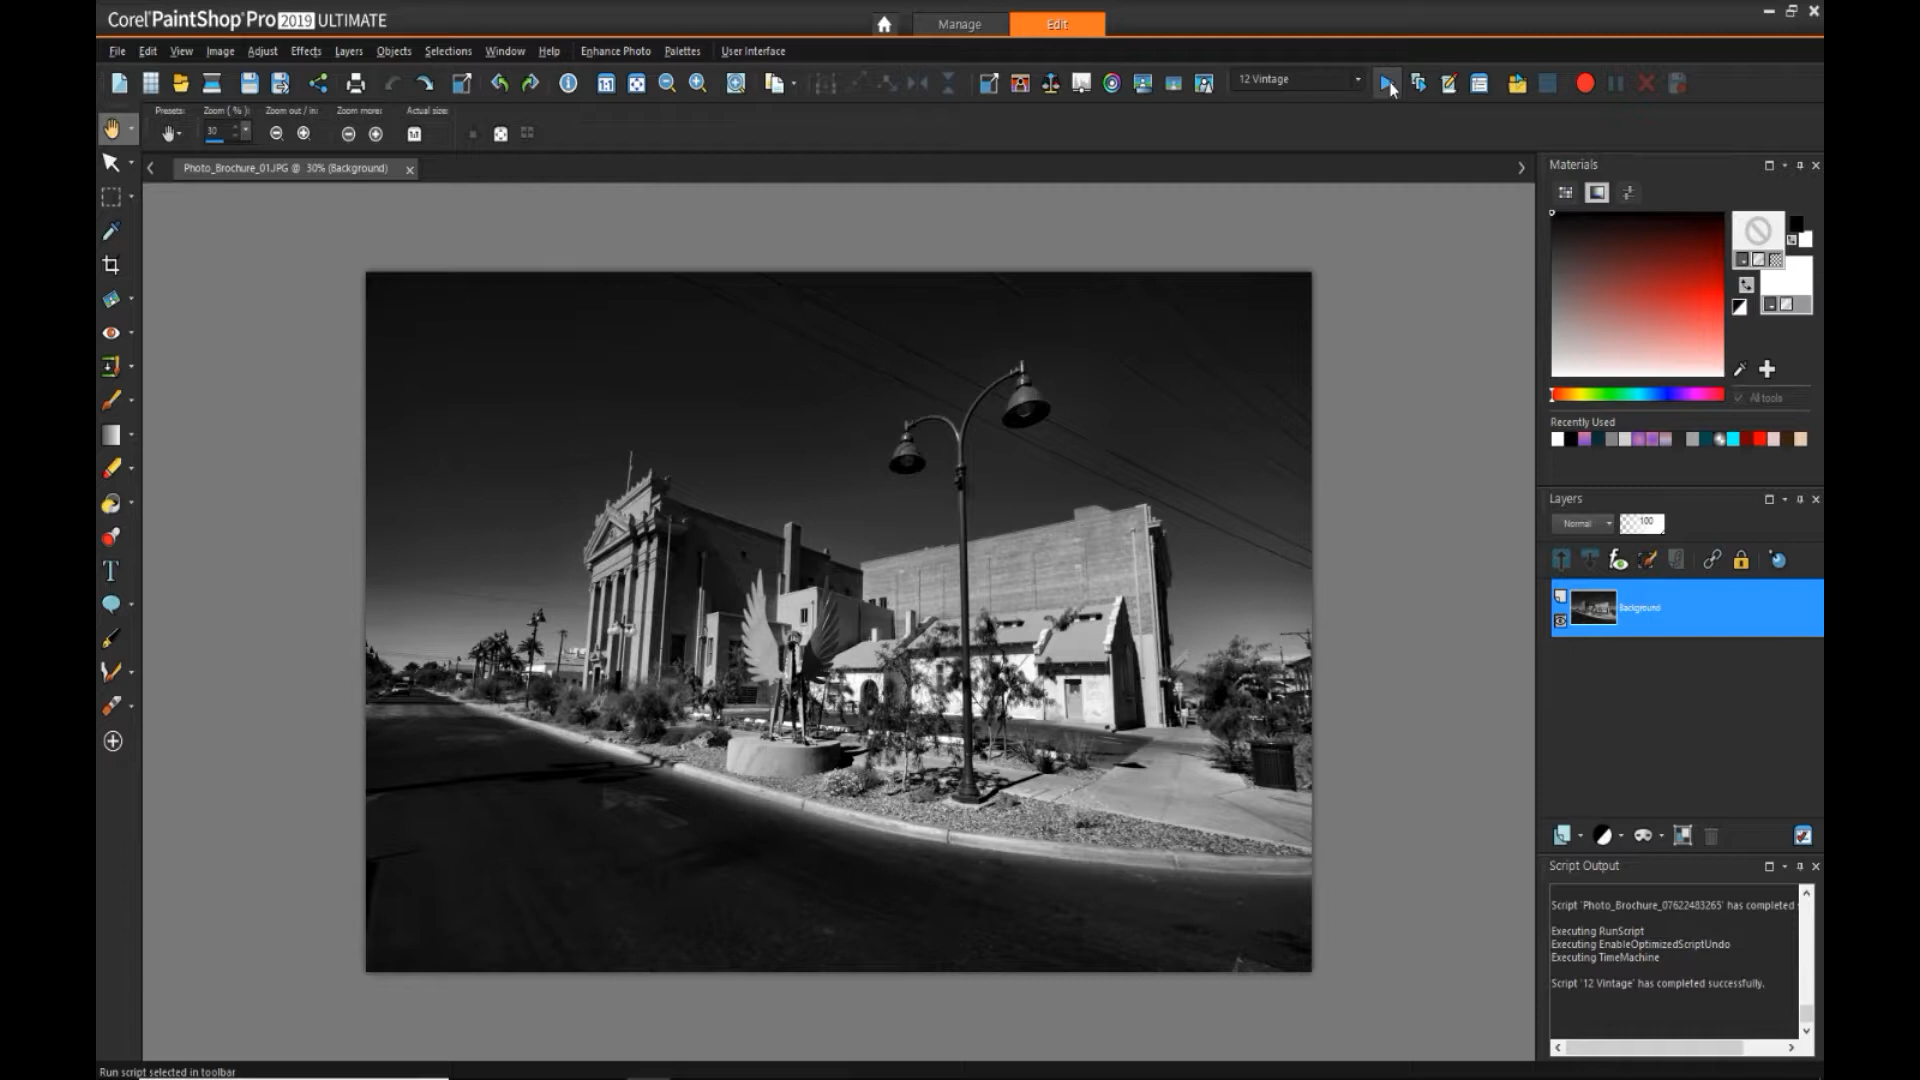 Corel PaintShop Pro 2019 ULTIMATE
Manage
Edit
File Edit View Image Adjust Effects Layers Objects Selections Window Help Enhance Photo Palettes User Interface
12 Vintage
Presets: Zoom ( % ): Zoom out / in: Zoom more: Actual size:
30
Photo_Brochure_01.JPG @ 30% (Background)
Materials
All tools
Recently Used
Layers
Normal
100
Background
Script Output
Script 'Photo_Brochure_07622483265' has completed
Executing RunScript
Executing EnableOptimizedScriptUndo
Executing TimeMachine
Script '12 Vintage' has completed successfully.
Run script selected in toolbar